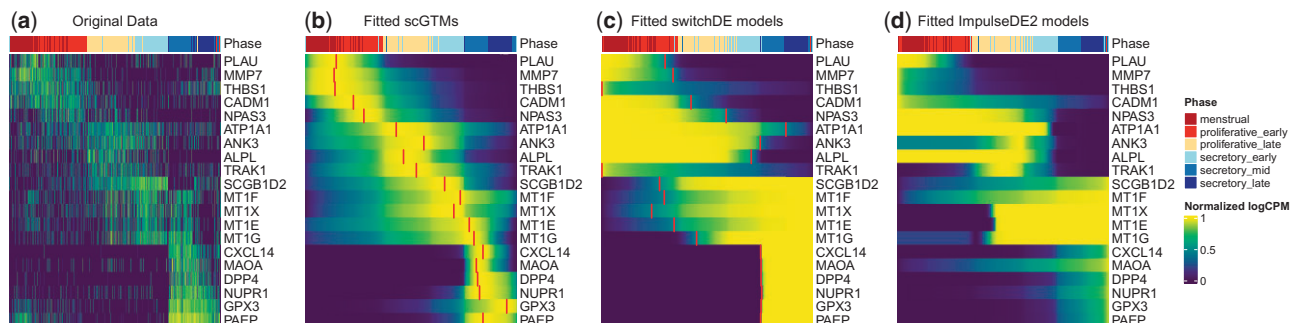 (a) Original Data
Phase
PLAU
MMP7
THBS1
CADM1
NPAS3
ATP1A1
ANK3
ALPL
TRAK1
SCGB1D2
MT1F
MT1X
MT1E
MT1G
CXCL14
MAOA
DPP4
NUPR1
GPX3
PAEP
(b) Fitted scGTMs
Phase
PLAU
MMP7
THBS1
CADM1
NPAS3
ATP1A1
ANK3
ALPL
TRAK1
SCGB1D2
MT1F
MT1X
MT1E
MT1G
CXCL14
MAOA
DPP4
NUPR1
GPX3
PAEP
(c) Fitted switchDE models
Phase
PLAU
MMP7
THBS1
CADM1
NPAS3
ATP1A1
ANK3
ALPL
TRAK1
SCGB1D2
MT1F
MT1X
MT1E
MT1G
CXCL14
MAOA
DPP4
NUPR1
GPX3
PAEP
(d) Fitted ImpulseDE2 models
Phase
PLAU
MMP7
THBS1
CADM1
NPAS3
ATP1A1
ANK3
ALPL
TRAK1
SCGB1D2
MT1F
MT1X
MT1E
MT1G
CXCL14
MAOA
DPP4
NUPR1
GPX3
PAEP
Phase
menstrual
proliferative_early
proliferative_late
secretory_early
secretory_mid
secretory_late
Normalized logCPM
1
0.5
0